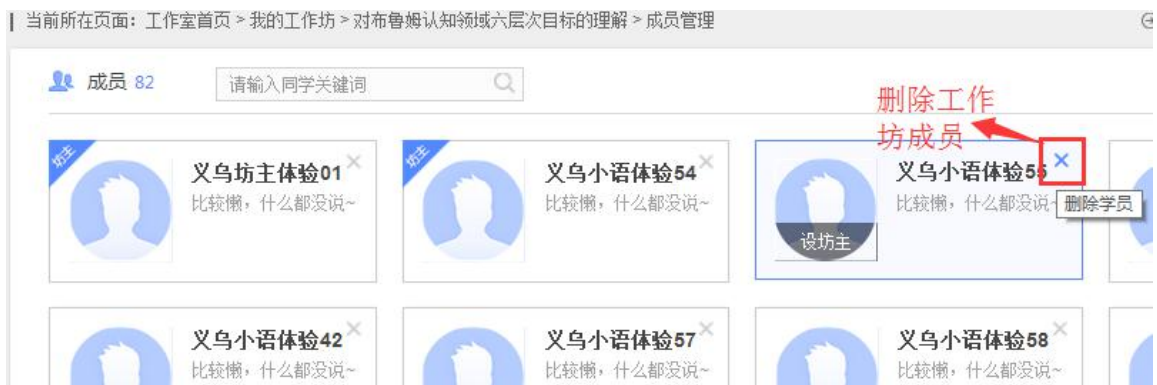 当前所在页面：工作室首页 > 我的工作坊 > 对布鲁姆认知领域六层次目标的理解 > 成员管理
成员 82
请输入同学关键词
删除工作
坊成员
坊主
义乌坊主体验01
比较懒，什么都没说~
坊主
义乌小语体验54
比较懒，什么都没说~
义乌小语体验55
比较懒，什么都没说~
删除学员
设坊主
义乌小语体验42
比较懒，什么都没说~
义乌小语体验57
比较懒，什么都没说~
义乌小语体验58
比较懒，什么都没说~